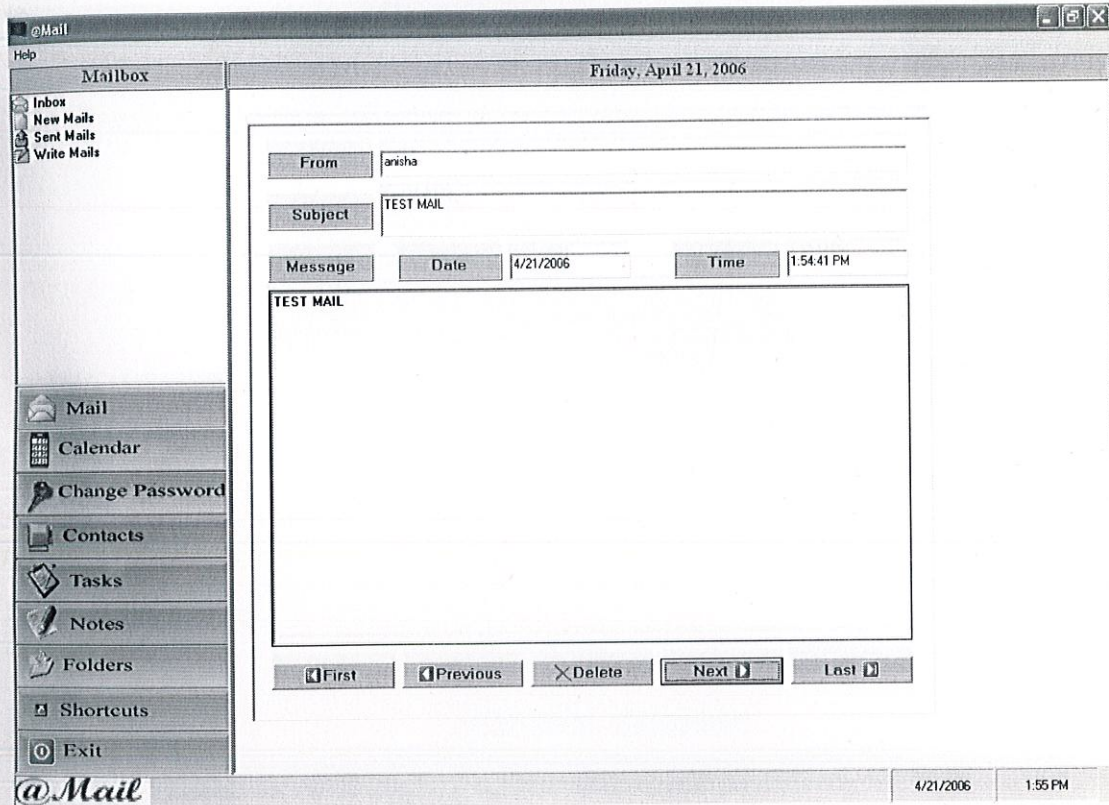 @Mail
Help
Mailbox
Friday, April 21, 2006
Inbox
New Mails
Sent Mails
Write Mails
From
anisha
Subject
TEST MAIL
Message
Date
4/21/2006
Time
1:54:41 PM
TEST MAIL
Mail
Calendar
Change Password
Contacts
Tasks
Notes
Folders
Shortcuts
Exit
First
Previous
Delete
Next
Last
@Mail
4/21/2006
1:55 PM